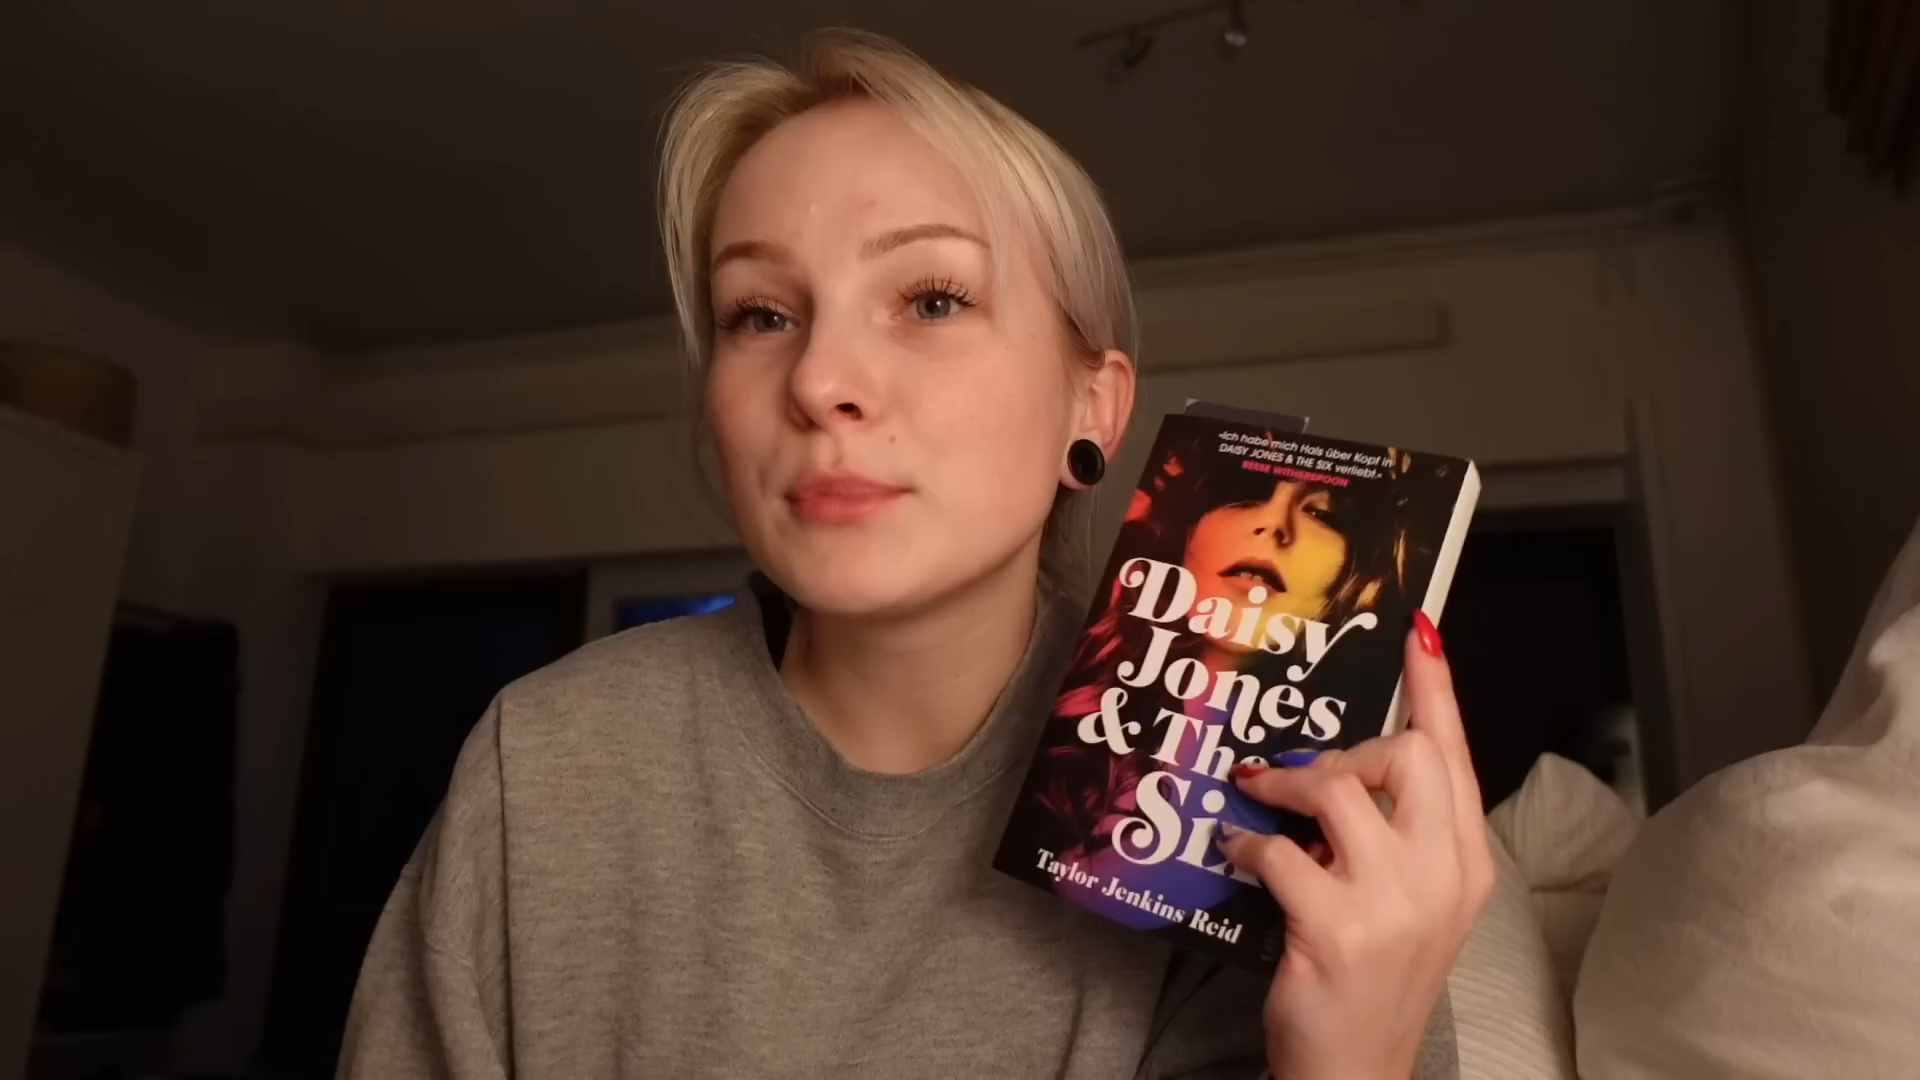 »Ich habe mich Hals über Kopf in
DAISY JONES & THE SIX verliebt.«
REESE WITHERSPOON
Daisy
Jones
& The
Six
Taylor Jenkins Reid